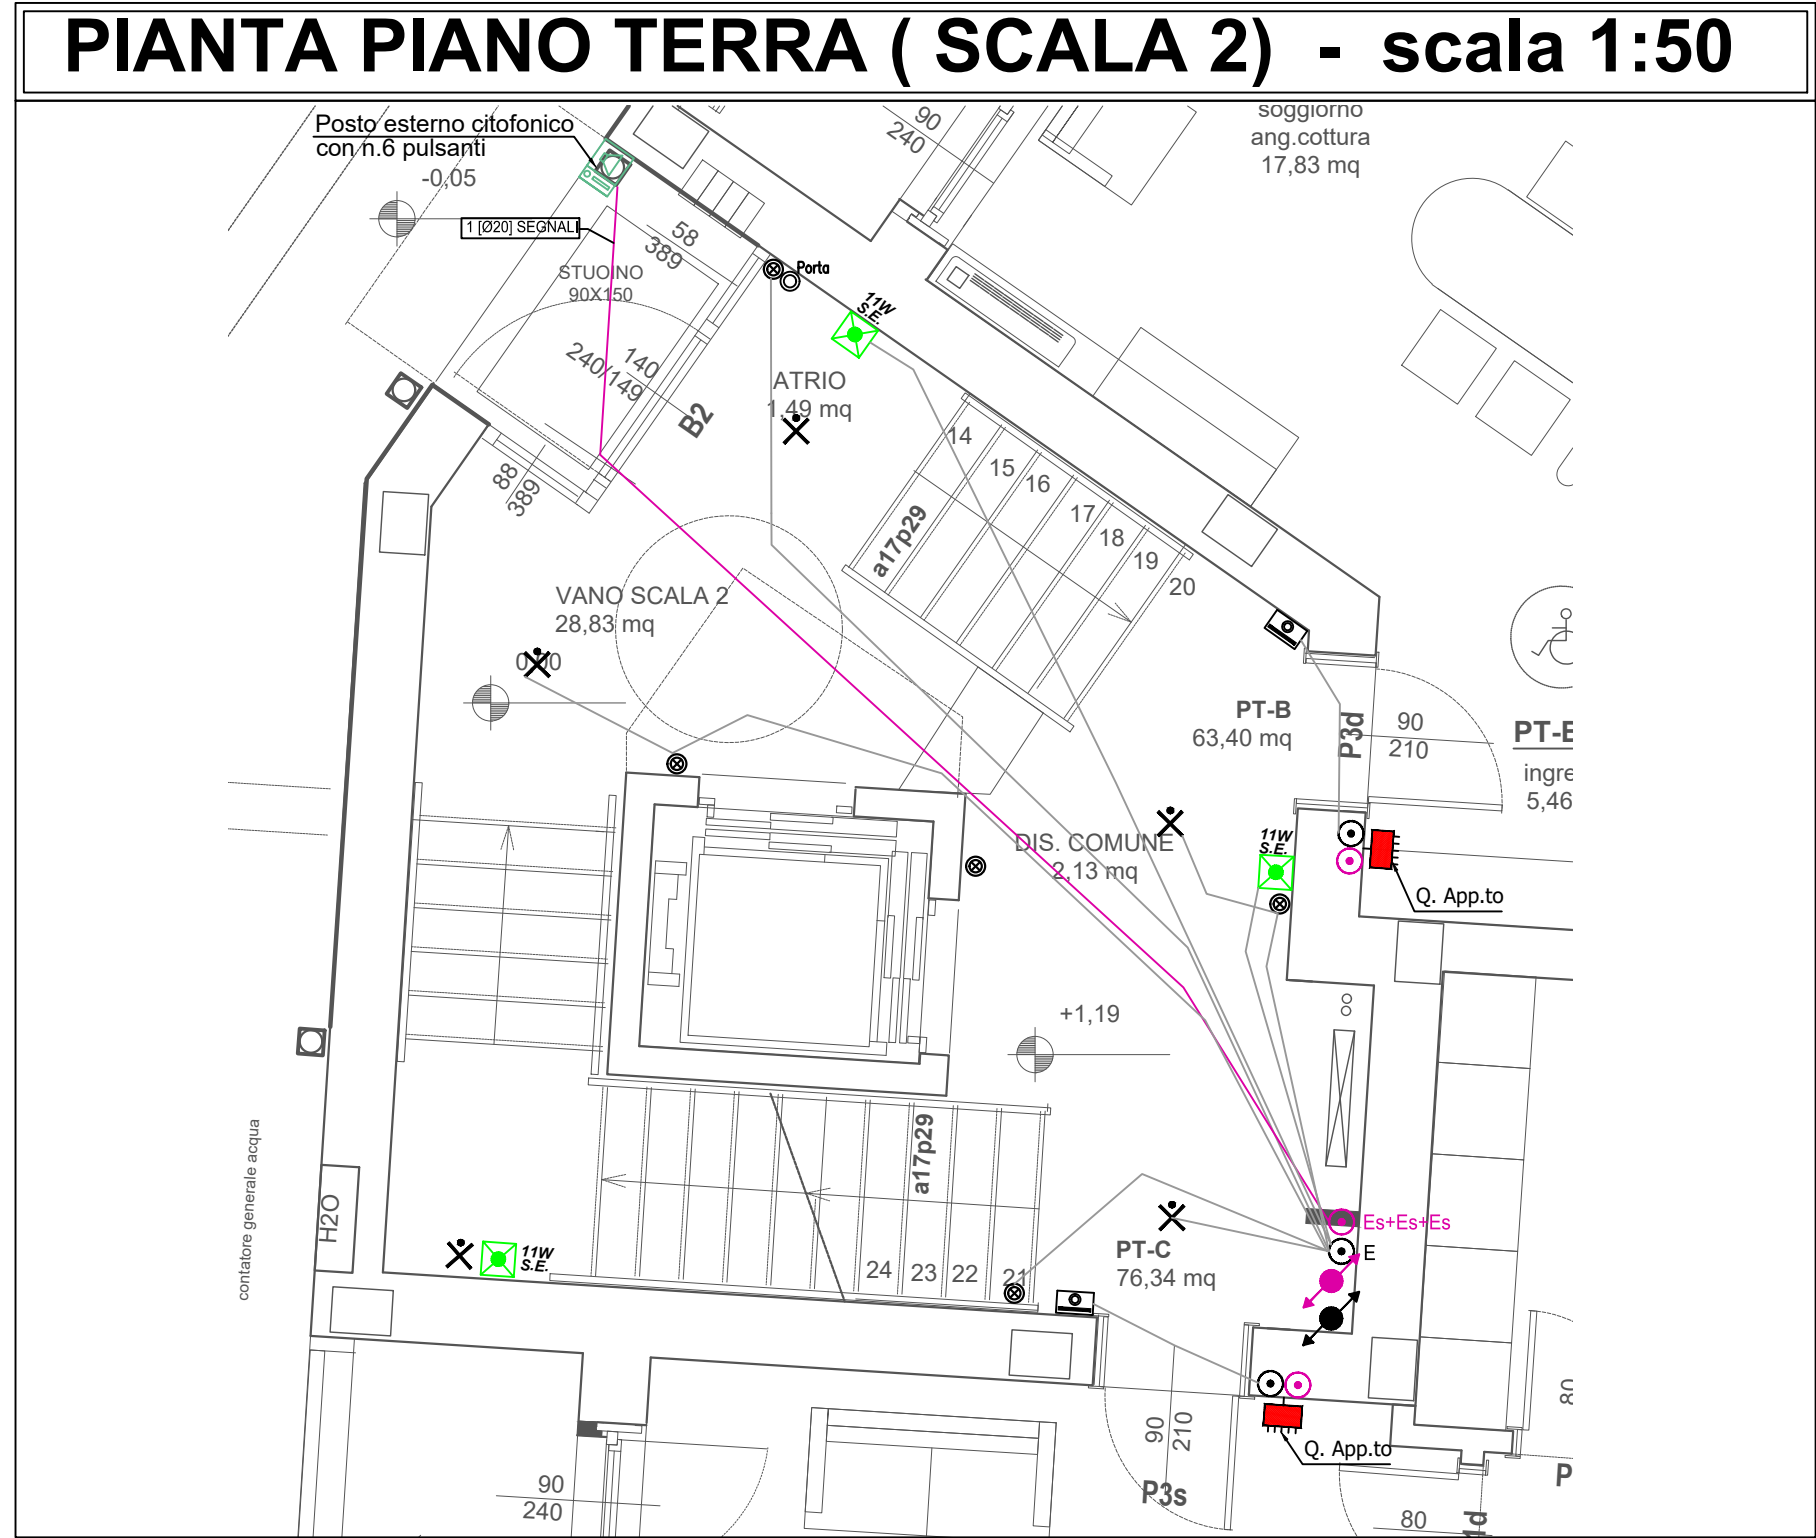 PIANTA PIANO TERRA ( SCALA 2) - scala 1:50
Posto esterno citofonico
con n.6 pulsanti
-0,05
1 [Ø20] SEGNALI
58
389
STUOINO
90X150
Porta
11W
S.E.
90
240
soggiorno
ang.cottura
17,83 mq
140
240/149
B2
ATRIO
1,49 mq
88
389
14
15
16
17
18
19
20
a17p29
VANO SCALA 2
28,83 mq
0,00
PT-B
63,40 mq
P3d
90
210
PT-E
ingre
5,46
DIS. COMUNE
2,13 mq
11W
S.E.
Q. App.to
+1,19
contatore generale acqua
H2O
11W
S.E.
a17p29
24
23
22
21
PT-C
76,34 mq
Es+Es+Es
E
90
210
P3s
Q. App.to
90
240
80
80
P
1d